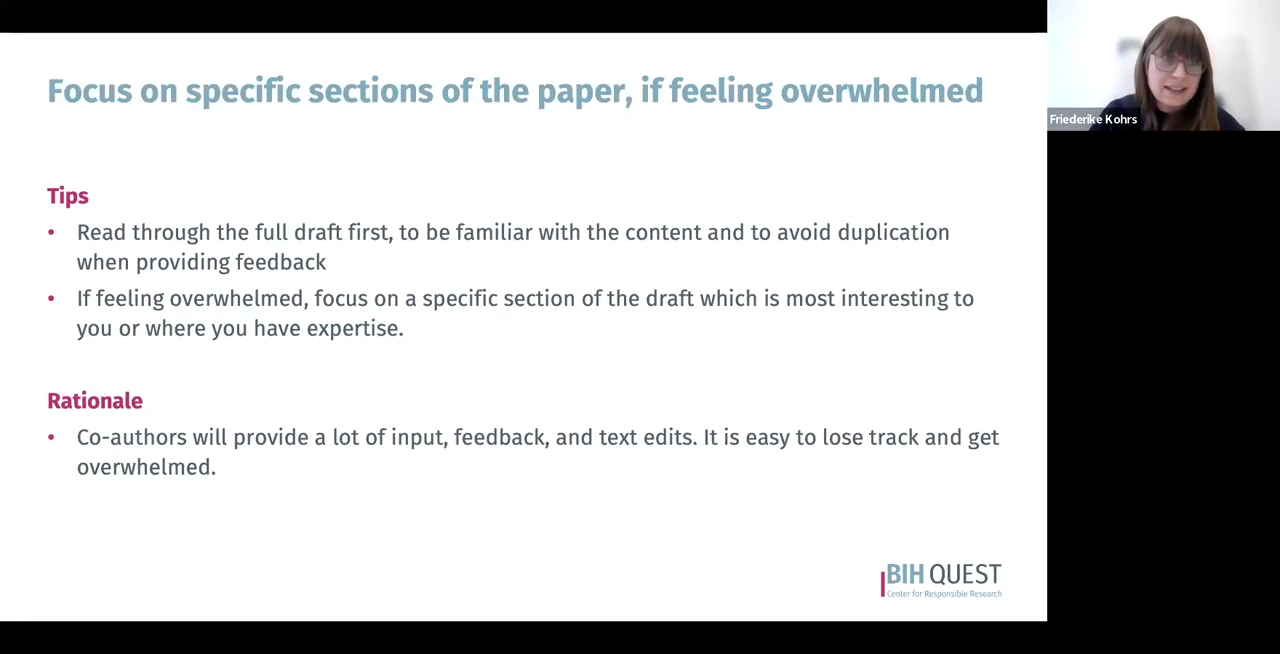 Focus on specific sections of the paper, if feeling overwhelmed
Friederike Kohrs
Tips
• Read through the full draft first, to be familiar with the content and to avoid duplication
when providing feedback
• If feeling overwhelmed, focus on a specific section of the draft which is most interesting to
you or where you have expertise.
Rationale
• Co-authors will provide a lot of input, feedback, and text edits. It is easy to lose track and get
overwhelmed.
BIH QUEST
Center for Responsible Research